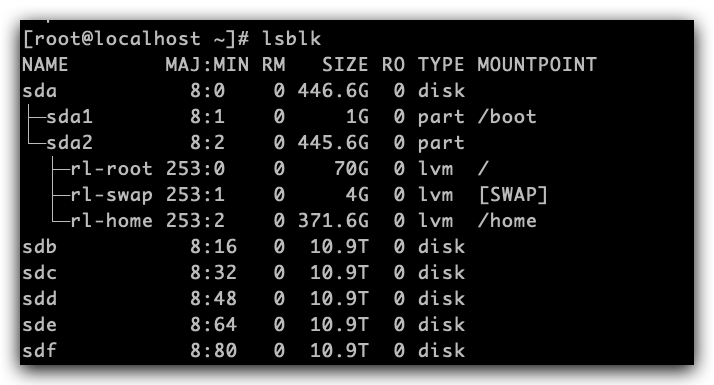 [root@localhost ~]# lsblk
NAME        MAJ:MIN RM   SIZE RO TYPE MOUNTPOINT
sda           8:0    0 446.6G  0 disk
├─sda1        8:1    0     1G  0 part /boot
└─sda2        8:2    0 445.6G  0 part
  ├─rl-root 253:0    0    70G  0 lvm  /
  ├─rl-swap 253:1    0     4G  0 lvm  [SWAP]
  └─rl-home 253:2    0 371.6G  0 lvm  /home
sdb           8:16   0  10.9T  0 disk
sdc           8:32   0  10.9T  0 disk
sdd           8:48   0  10.9T  0 disk
sde           8:64   0  10.9T  0 disk
sdf           8:80   0  10.9T  0 disk